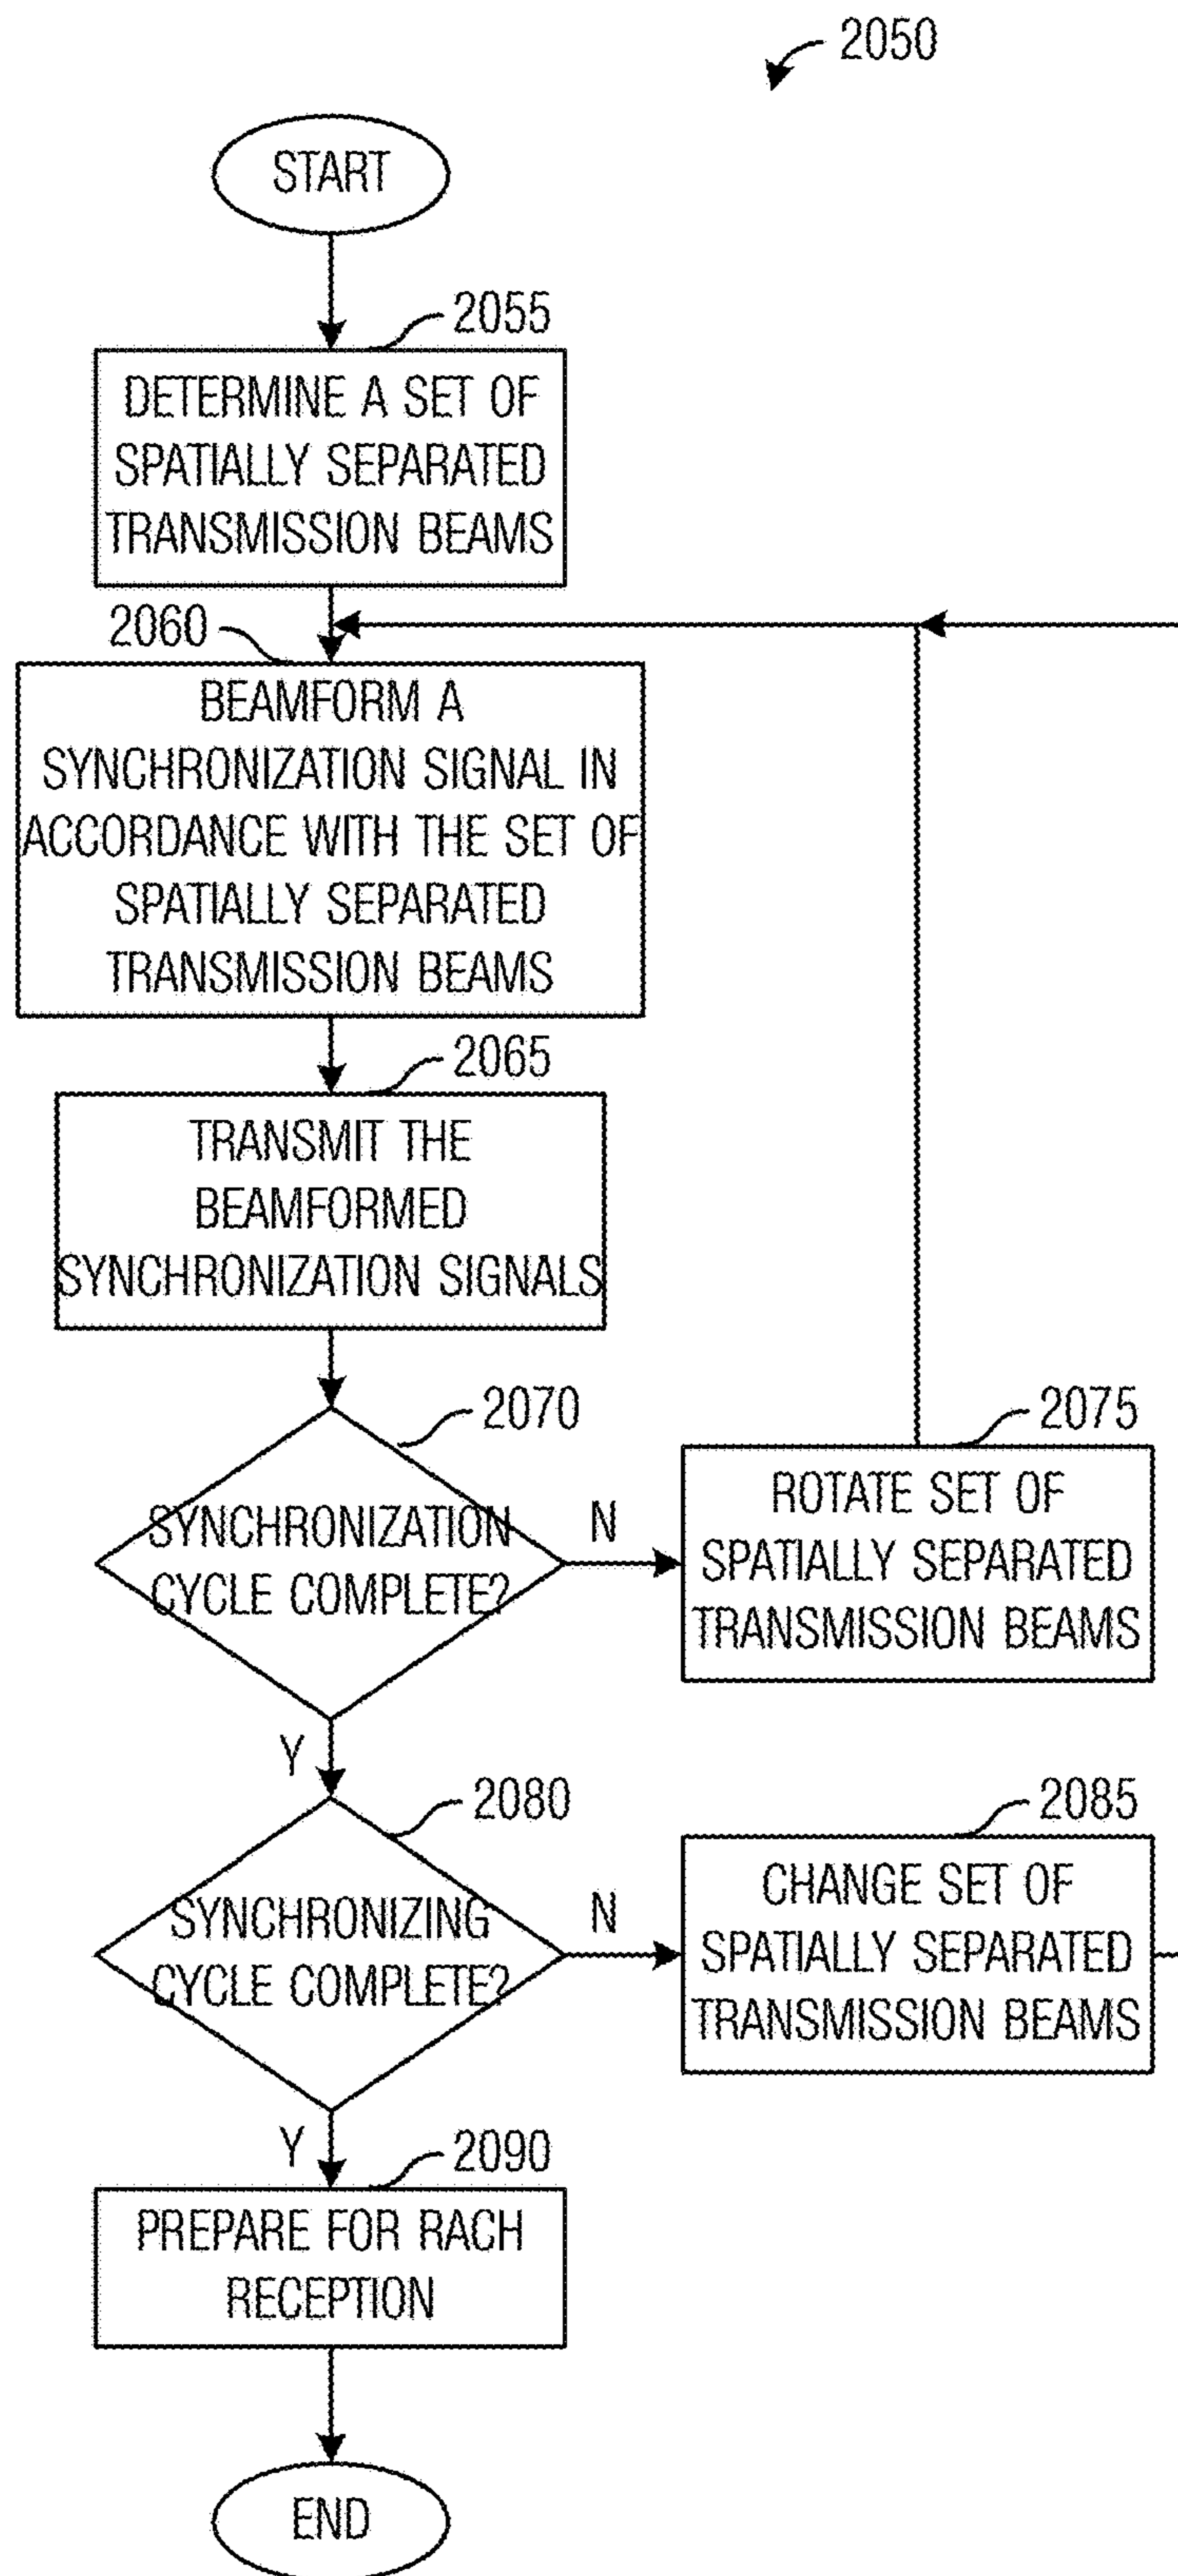 2050
START
2055
DETERMINE A SET OF
SPATIALLY SEPARATED
TRANSMISSION BEAMS
2060
BEAMFORM A
SYNCHRONIZATION SIGNAL IN
ACCORDANCE WITH THE SET OF
SPATIALLY SEPARATED
TRANSMISSION BEAMS
2065
TRANSMIT THE
BEAMFORMED
SYNCHRONIZATION SIGNALS
2070
SYNCHRONIZATION
CYCLE COMPLETE?
N
2075
ROTATE SET OF
SPATIALLY SEPARATED
TRANSMISSION BEAMS
Y
2080
SYNCHRONIZING
CYCLE COMPLETE?
N
2085
CHANGE SET OF
SPATIALLY SEPARATED
TRANSMISSION BEAMS
Y
2090
PREPARE FOR RACH
RECEPTION
END